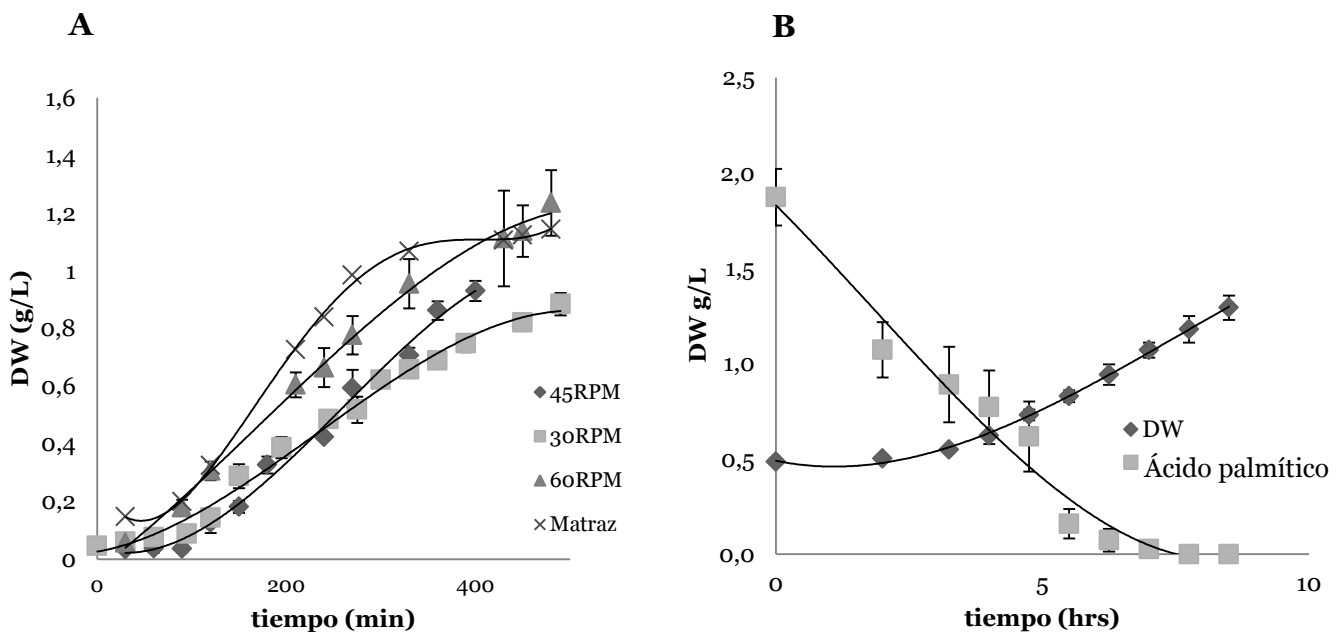 A
1,6
1,4
1,2
1
0,8
0,6
0,4
0,2
0
DW (g/L)
0
200
400
tiempo (min)
45RPM
30RPM
60RPM
Matraz
B
2,5
2,0
1,5
1,0
0,5
0,0
DW g/L
0
5
10
tiempo (hrs)
DW
Ácido palmítico